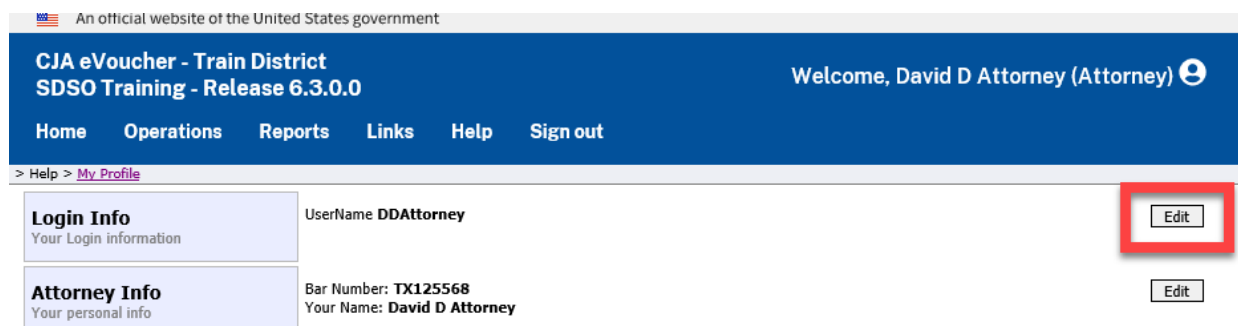 An official website of the United States government
CJA eVoucher - Train District
SDSO Training - Release 6.3.0.0
Welcome, David D Attorney (Attorney)
Home Operations Reports Links Help Sign out
> Help > My Profile
Login Info
Your Login information
UserName DDAttorney
Edit
Attorney Info
Your personal info
Bar Number: TX125568
Your Name: David D Attorney
Edit